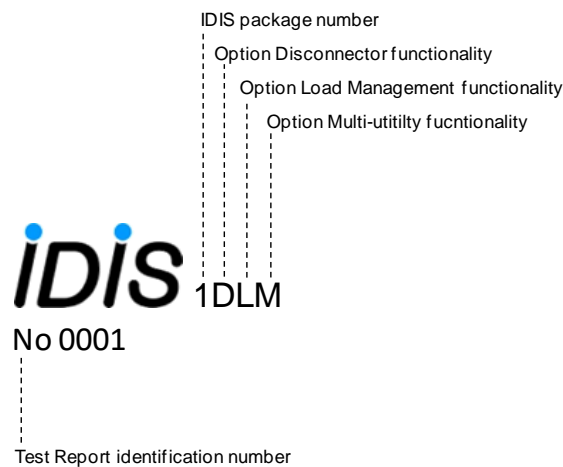 IDIS package number
Option Disconnector functionality
Option Load Management functionality
Option Multi-utitilty fucntionality
iDiS 1DLM
No 0001
Test Report identification number